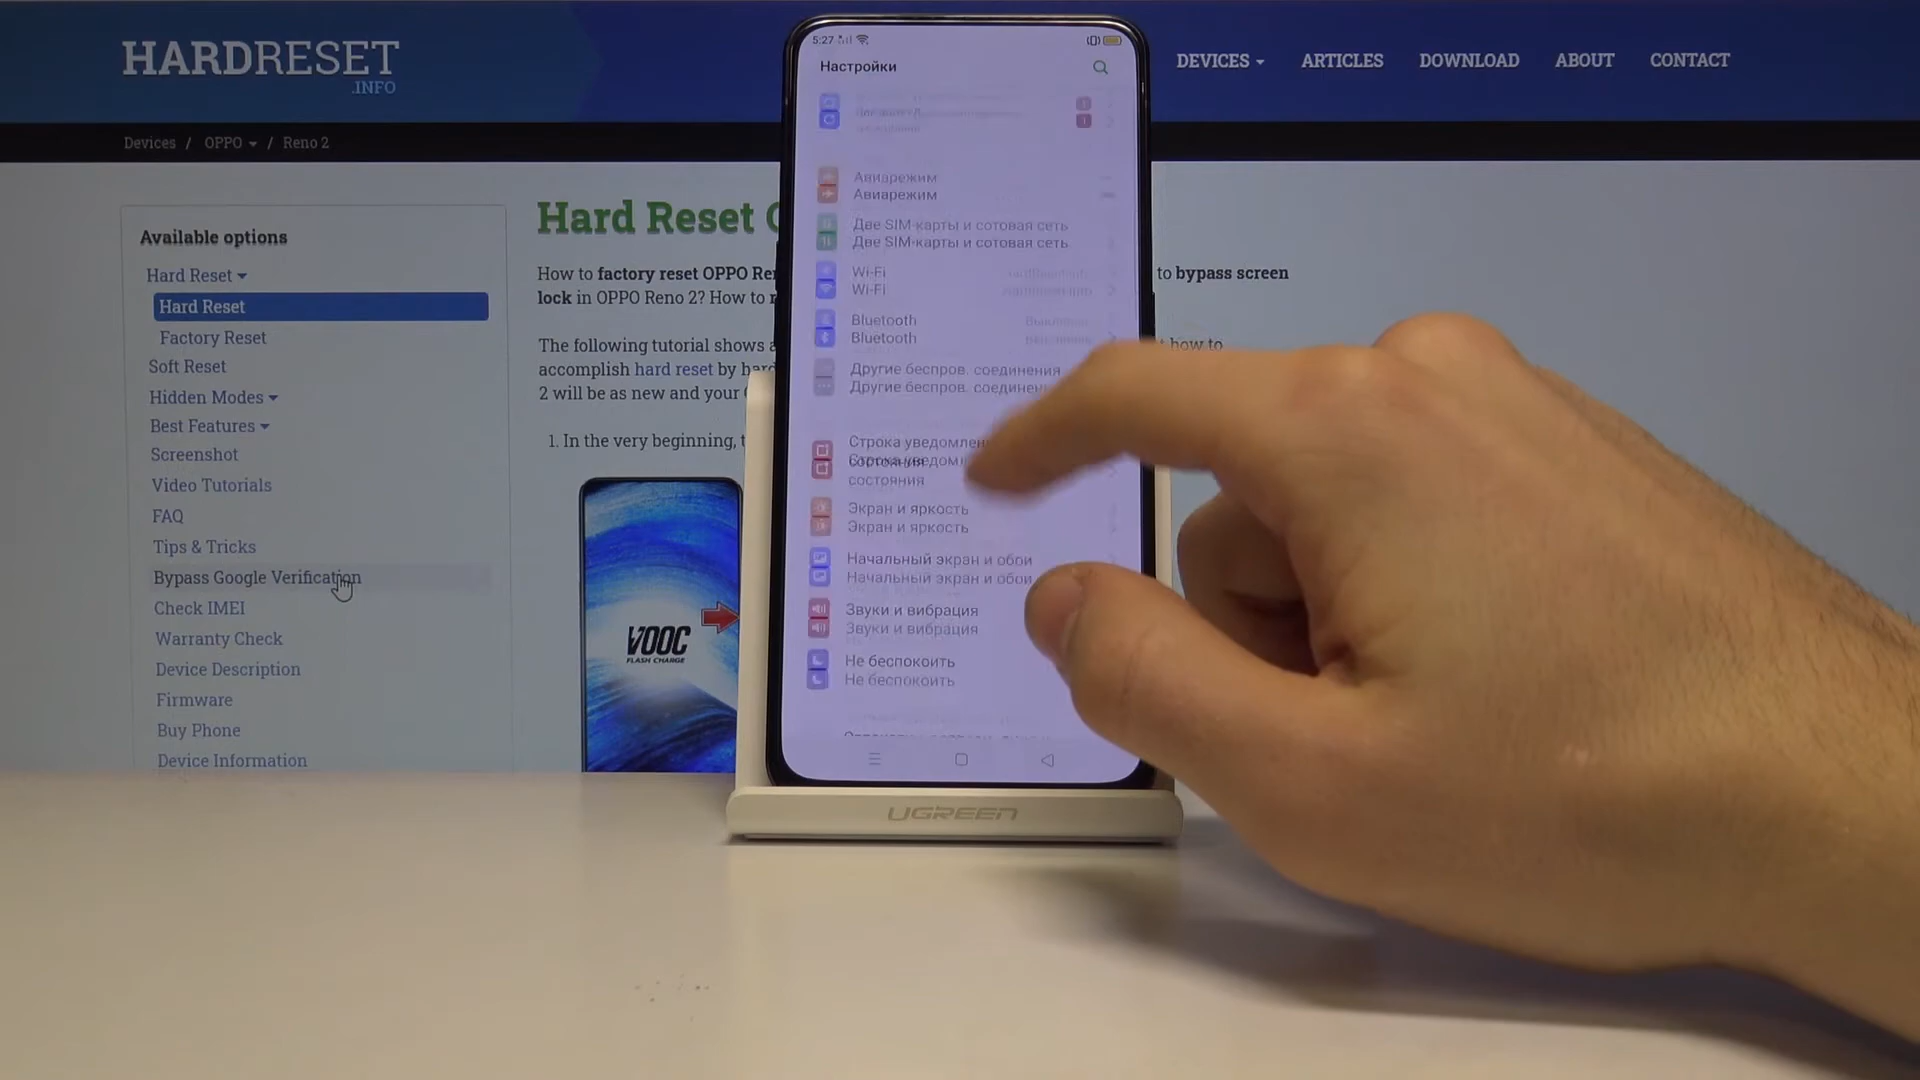 HARDRESET
.INFO
DEVICES
ARTICLES
DOWNLOAD
ABOUT
CONTACT
Devices / OPPO / Reno 2
Available options
Hard Reset
Hard Reset
Factory Reset
Soft Reset
Hidden Modes
Best Features
Screenshot
Video Tutorials
FAQ
Tips & Tricks
Bypass Google Verification
Check IMEI
Warranty Check
Device Description
Firmware
Buy Phone
Device Information
Hard Reset
How to factory reset OPPO Re
to bypass screen
lock in OPPO Reno 2? How to
The following tutorial shows
how to
accomplish hard reset by hard
2 will be as new and your
1. In the very beginning,
VOOC
FLASH CHARGE
5:27
Настройки
Авиарежим
Авиарежим
Две SIM-карты и сотовая сеть
Две SIM-карты и сотовая сеть
Wi-Fi
Wi-Fi
Bluetooth
Bluetooth
Другие беспров. соединения
Другие беспров. соединен
Строка уведомлен
Строка уведомл
состояния
состояния
Экран и яркость
Экран и яркость
Начальный экран и обои
Начальный экран и обои
Звуки и вибрация
Звуки и вибрация
Не беспокоить
Не беспокоить
UGREEN